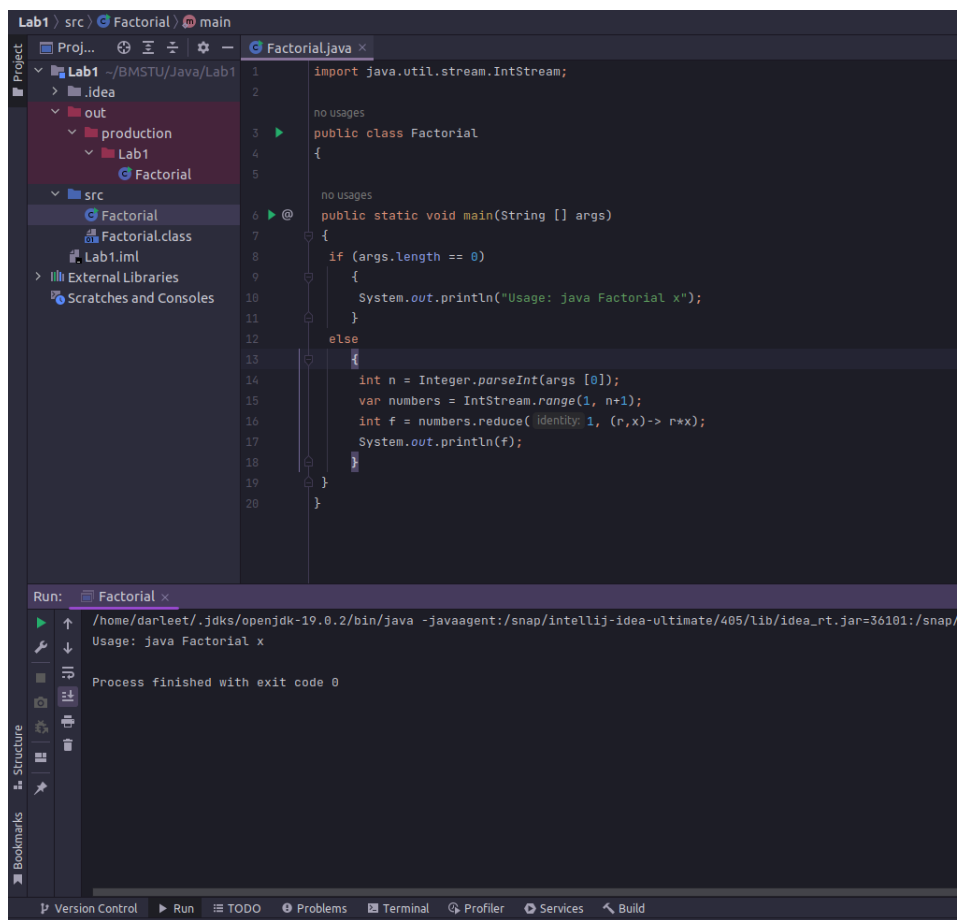 Lab1 〉 src 〉 Factorial 〉 main
Project
Proj...
Factorial.java ×
Lab1 ~/BMSTU/Java/Lab1
.idea
out
production
Lab1
Factorial
src
Factorial
Factorial.class
Lab1.iml
External Libraries
Scratches and Consoles
1 import java.util.stream.IntStream;
2
no usages
3 public class Factorial
4 {
5
no usages
6 @ public static void main(String [] args)
7 {
8 if (args.length == 0)
9 {
10 System.out.println("Usage: java Factorial x");
11 }
12 else
13 {
14 int n = Integer.parseInt(args [0]);
15 var numbers = IntStream.range(1, n+1);
16 int f = numbers.reduce( identity: 1, (r,x)-> r*x);
17 System.out.println(f);
18 }
19 }
20 }
Run: Factorial ×
/home/darleet/.jdks/openjdk-19.0.2/bin/java -javaagent:/snap/intellij-idea-ultimate/405/lib/idea_rt.jar=36101:/snap/
Usage: java Factorial x
Process finished with exit code 0
Structure
Bookmarks
Version Control Run TODO Problems Terminal Profiler Services Build